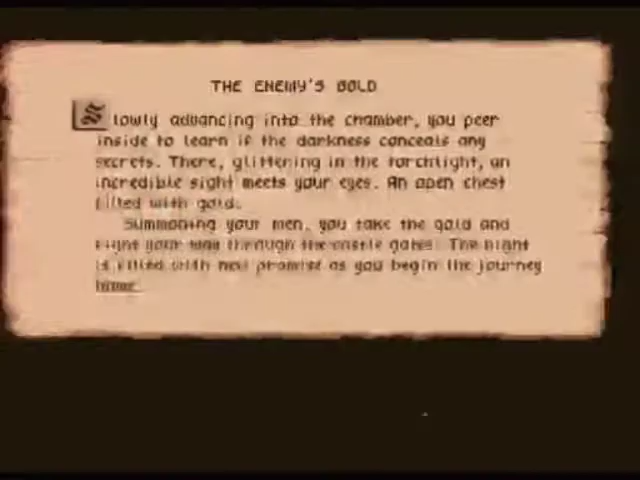 THE ENEMY'S GOLD
Slowly advancing into the chamber, you peer
inside to learn if the darkness conceals any
secrets. There, glittering in the torchlight, an
incredible sight meets your eyes. An open chest
filled with gold.
Summoning your men, you take the gold and
fight your way through the castle gates. The night
is filled with new promise as you begin the journey
home.